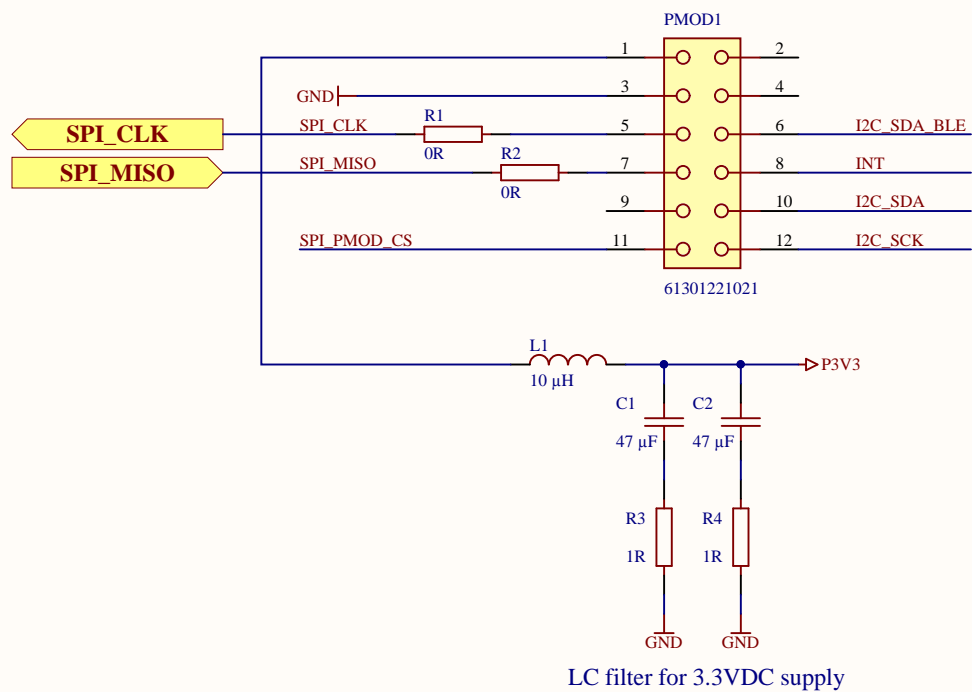 PMOD1
1
2
GND
3
4
SPI_CLK
SPI_CLK
R1
0R
5
6
I2C_SDA_BLE
SPI_MISO
SPI_MISO
R2
0R
7
8
INT
9
10
I2C_SDA
SPI_PMOD_CS
11
12
I2C_SCK
61301221021
L1
10 µH
P3V3
C1
47 µF
C2
47 µF
R3
1R
R4
1R
GND
GND
LC filter for 3.3VDC supply